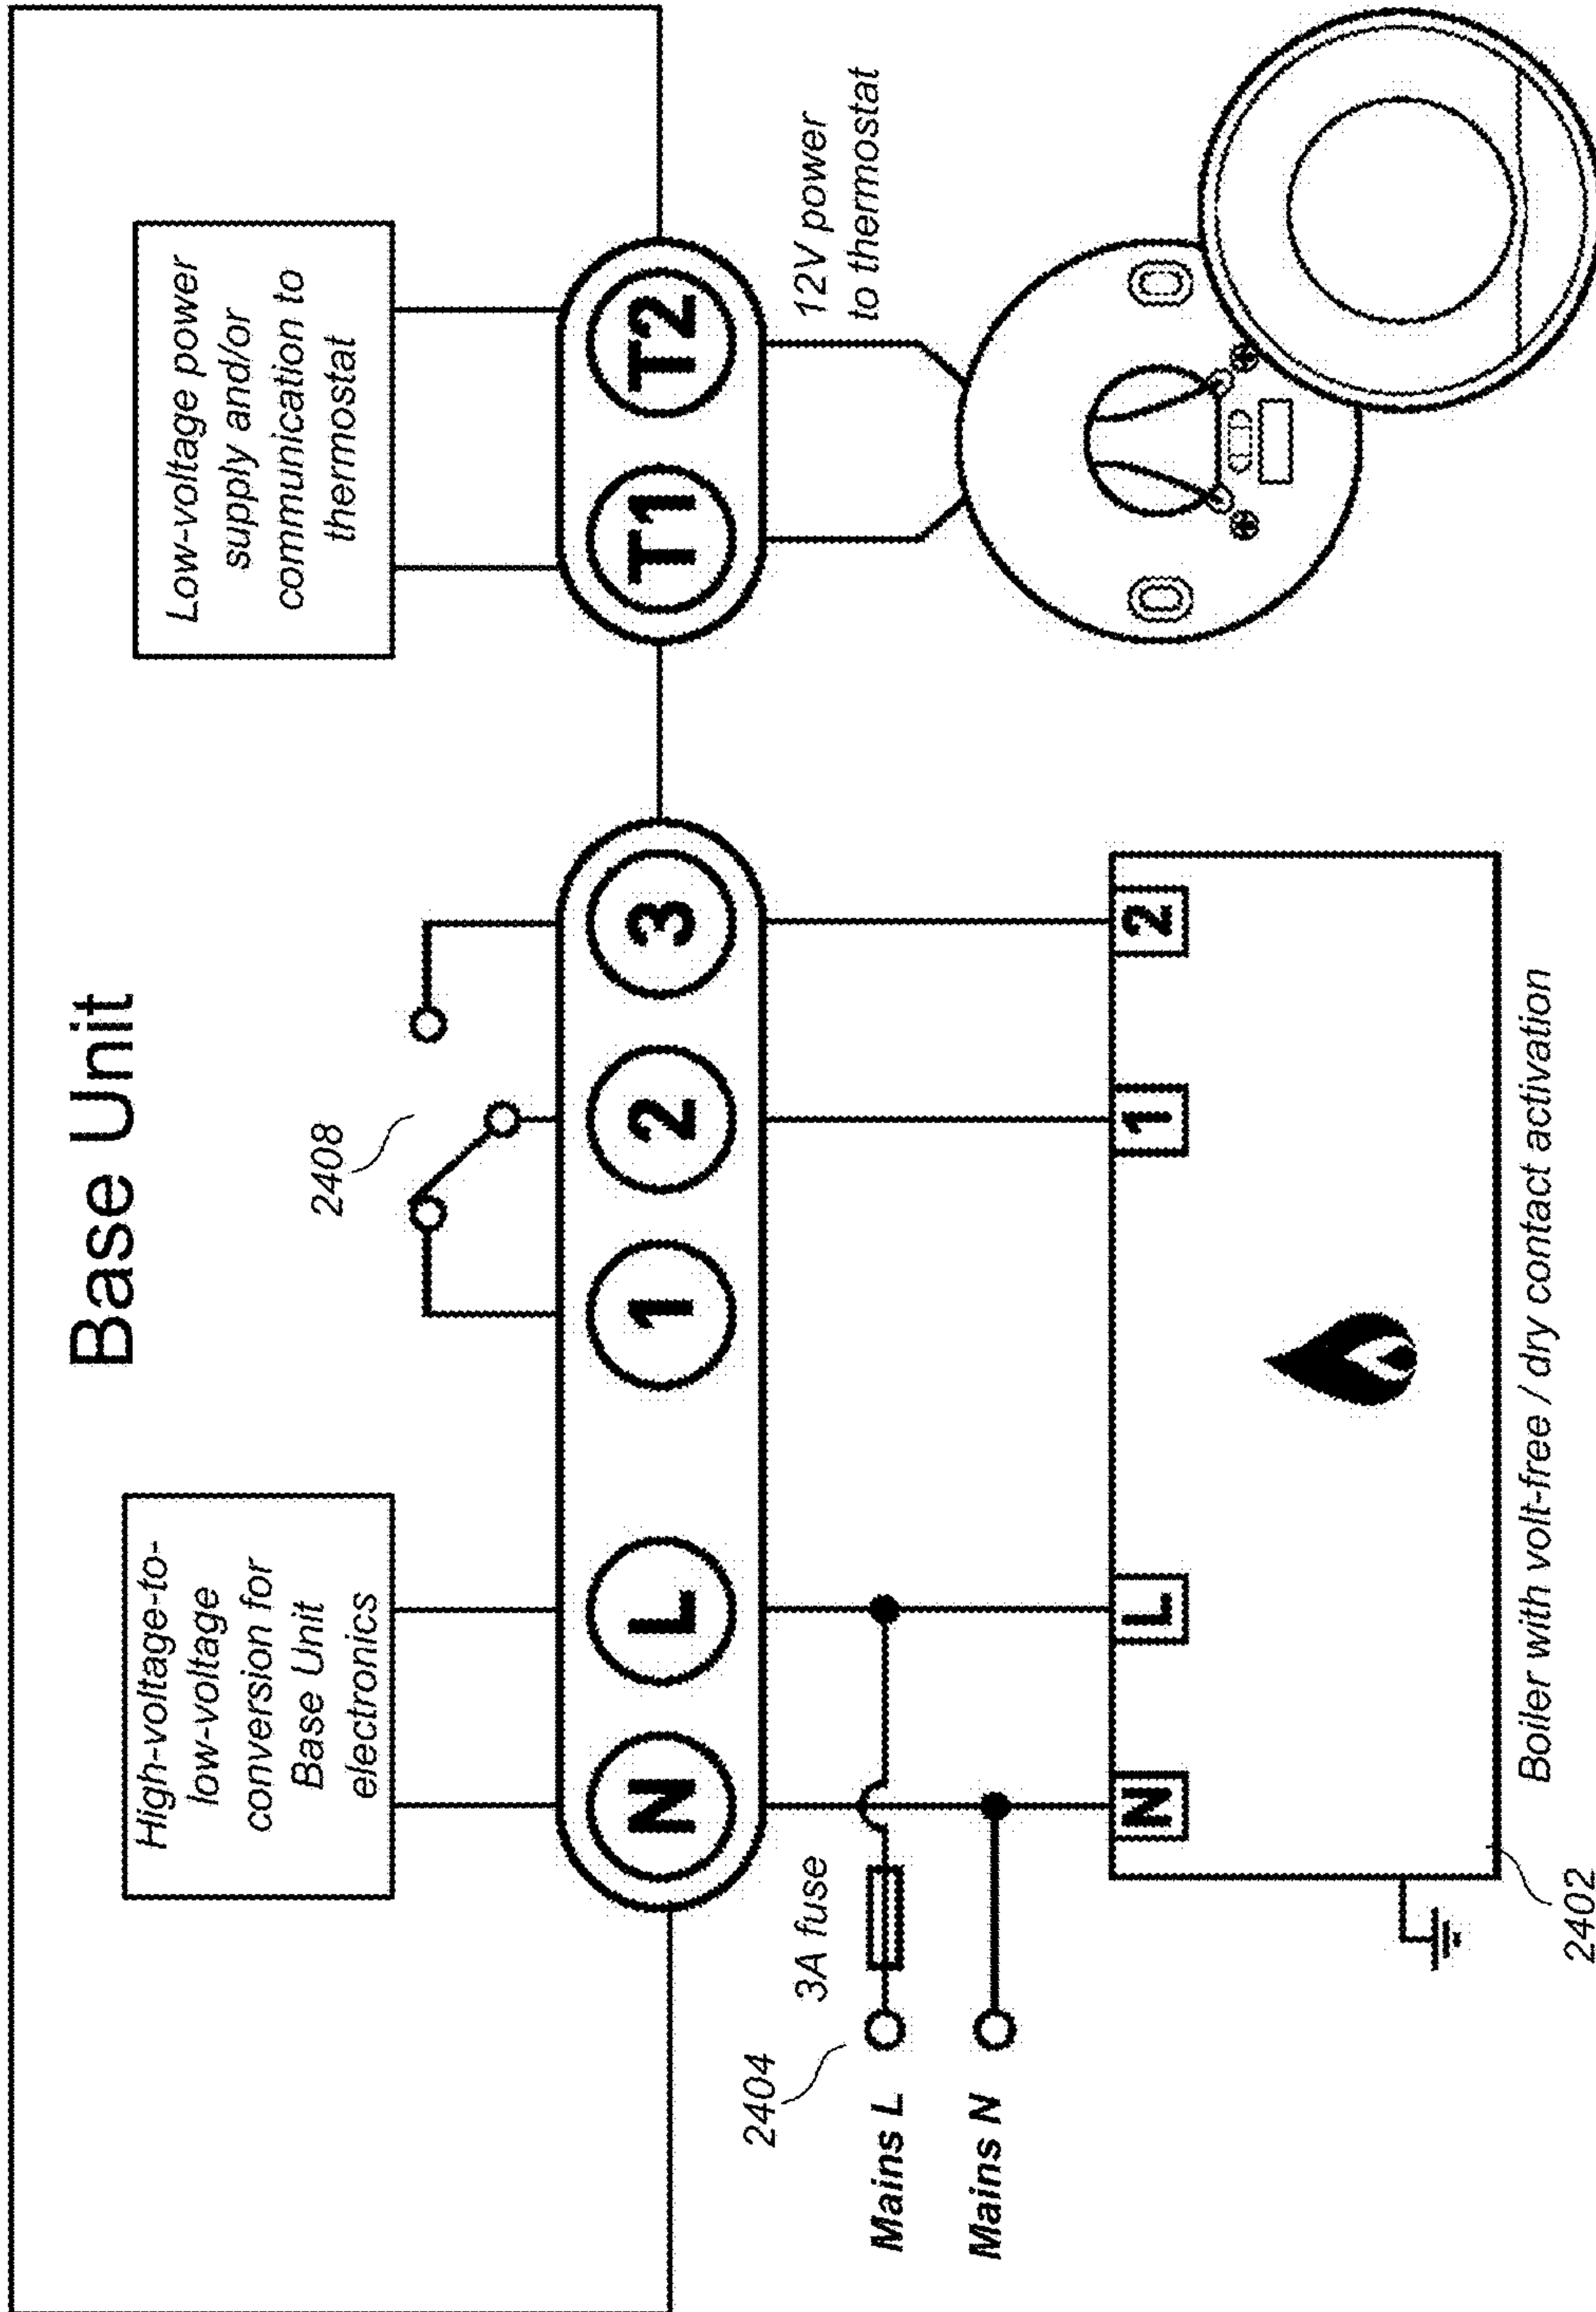 Base Unit
High-voltage-to-
low-voltage
conversion for
Base Unit
electronics
2408
Low-voltage power
supply and/or
communication to
thermostat
N
L
1
2
3
T1
T2
2404
3A fuse
Mains L
Mains N
12V power
to thermostat
N
L
1
2
2402
Boiler with volt-free / dry contact activation